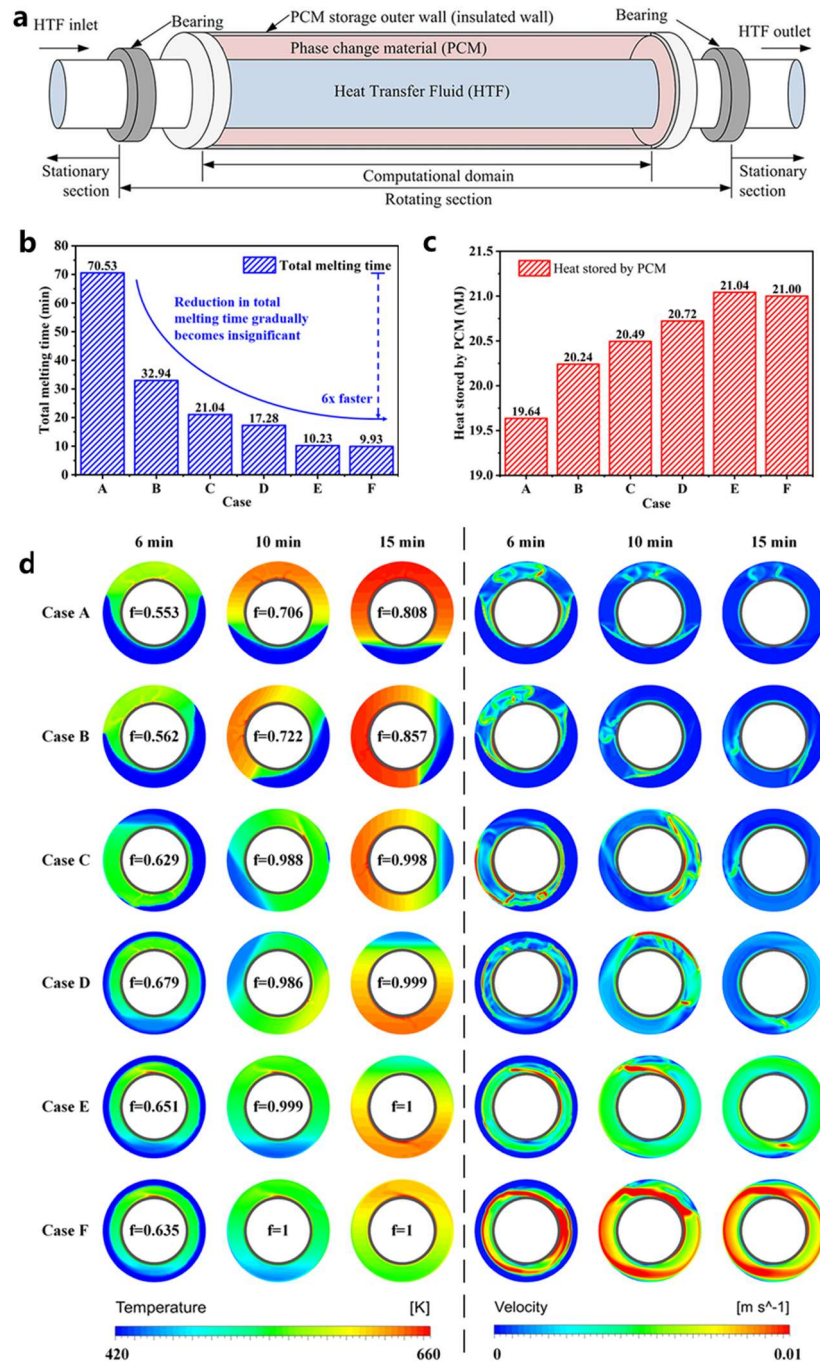 a
PCM storage outer wall (insulated wall)
HTF inlet
Bearing
Bearing
HTF outlet
Phase change material (PCM)
Heat Transfer Fluid (HTF)
Stationary
section
Computational domain
Rotating section
Stationary
section
b
Total melting time (min)
80
70
60
50
40
30
20
10
0
70.53
32.94
21.04
17.28
10.23
9.93
Total melting time
Reduction in total
melting time gradually
becomes insignificant
6x faster
A B C D E F
Case
c
Heat stored by PCM (MJ)
21.5
21.0
20.5
20.0
19.5
19.0
Heat stored by PCM
19.64
20.24
20.49
20.72
21.04
21.00
A B C D E F
Case
d
6 min 10 min 15 min 6 min 10 min 15 min
Case A f=0.553 f=0.706 f=0.808
Case B f=0.562 f=0.722 f=0.857
Case C f=0.629 f=0.988 f=0.998
Case D f=0.679 f=0.986 f=0.999
Case E f=0.651 f=0.999 f=1
Case F f=0.635 f=1 f=1
Temperature [K]
420 660
Velocity [m s^-1]
0 0.01